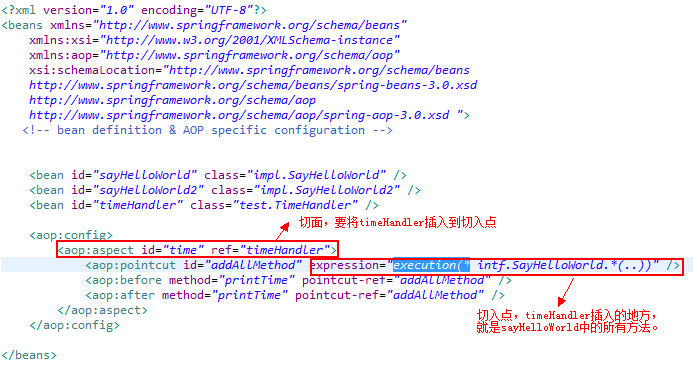 <?xml version="1.0" encoding="UTF-8"?>
<beans xmlns="http://www.springframework.org/schema/beans"
xmlns:xsi="http://www.w3.org/2001/XMLSchema-instance"
xmlns:aop="http://www.springframework.org/schema/aop"
xsi:schemaLocation="http://www.springframework.org/schema/beans
http://www.springframework.org/schema/beans/spring-beans-3.0.xsd
http://www.springframework.org/schema/aop
http://www.springframework.org/schema/aop/spring-aop-3.0.xsd ">
<!-- bean definition & AOP specific configuration -->
<bean id="sayHelloWorld" class="impl.SayHelloWorld" />
<bean id="sayHelloWorld2" class="impl.SayHelloWorld2" />
<bean id="timeHandler" class="test.TimeHandler" />
切面，要将timeHandler插入到切入点
<aop:config>
<aop:aspect id="time" ref="timeHandler">
<aop:pointcut id="addAllMethod" expression="execution(* intf.SayHelloWorld.*(..))" />
<aop:before method="printTime" pointcut-ref="addAllMethod" />
<aop:after method="printTime" pointcut-ref="addAllMethod" />
</aop:aspect>
</aop:config>
切入点，timeHandler插入的地方，
就是sayHelloWorld中的所有方法。
</beans>